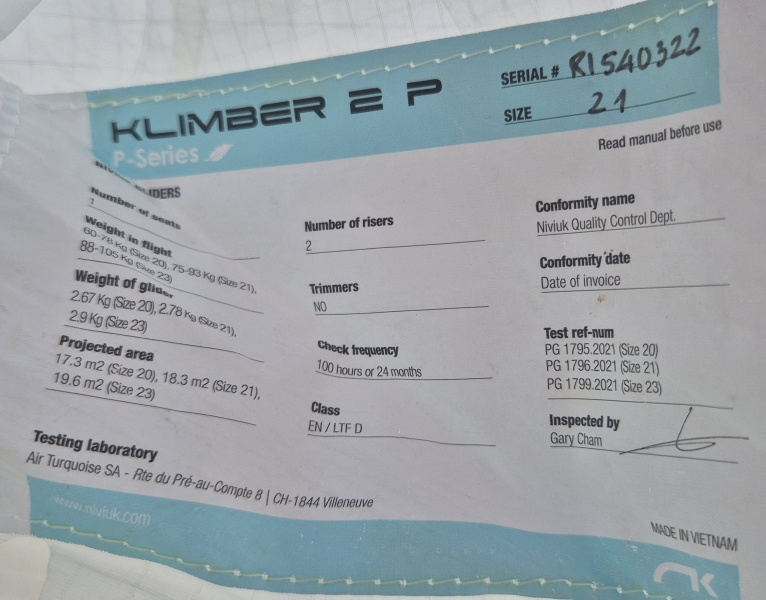 KLIMBER 2 P
P-Series
SERIAL # RI540322
SIZE 21
Read manual before use
Number of seats
1
Weight in flight
60-78 Kg (Size 20), 75-93 Kg (Size 21),
88-105 Kg (Size 23)
Weight of glider
2.67 Kg (Size 20), 2.78 Kg (Size 21),
2.9 Kg (Size 23)
Projected area
17.3 m2 (Size 20), 18.3 m2 (Size 21),
19.6 m2 (Size 23)
Number of risers
2
Trimmers
NO
Check frequency
100 hours or 24 months
Class
EN / LTF D
Conformity name
Niviuk Quality Control Dept.
Conformity date
Date of invoice
Test ref-num
PG 1795.2021 (Size 20)
PG 1796.2021 (Size 21)
PG 1799.2021 (Size 23)
Inspected by
Gary Cham
Testing laboratory
Air Turquoise SA - Rte du Pré-au-Compte 8 | CH-1844 Villeneuve
www.niviuk.com
MADE IN VIETNAM